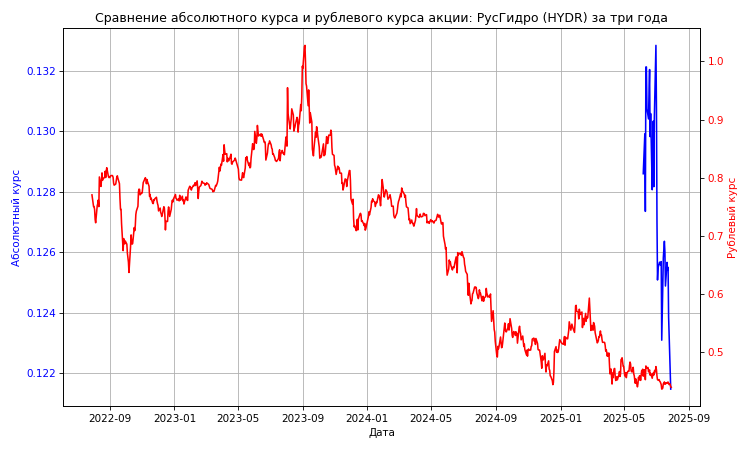 Сравнение абсолютного курса и рублевого курса акции: РусГидро (HYDR) за три года
Абсолютный курс
0.132
0.130
0.128
0.126
0.124
0.122
1.0
0.9
0.8
0.7
0.6
0.5
Рублевый курс
2022-09 2023-01 2023-05 2023-09 2024-01 2024-05 2024-09 2025-01 2025-05 2025-09
Дата